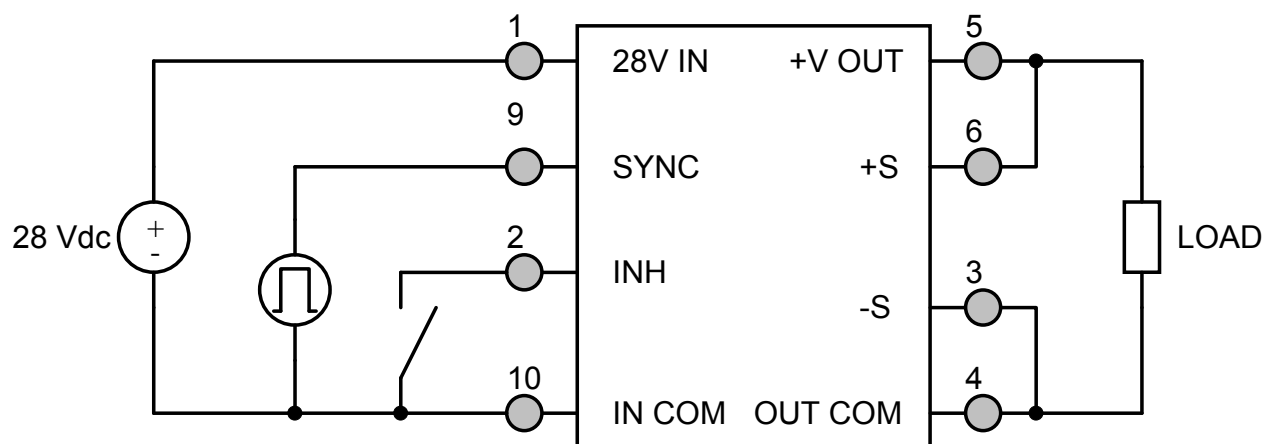 1
5
28V IN
+V OUT
9
6
SYNC
+S
2
3
28 Vdc
+
-
LOAD
INH
-S
10
4
IN COM
OUT COM